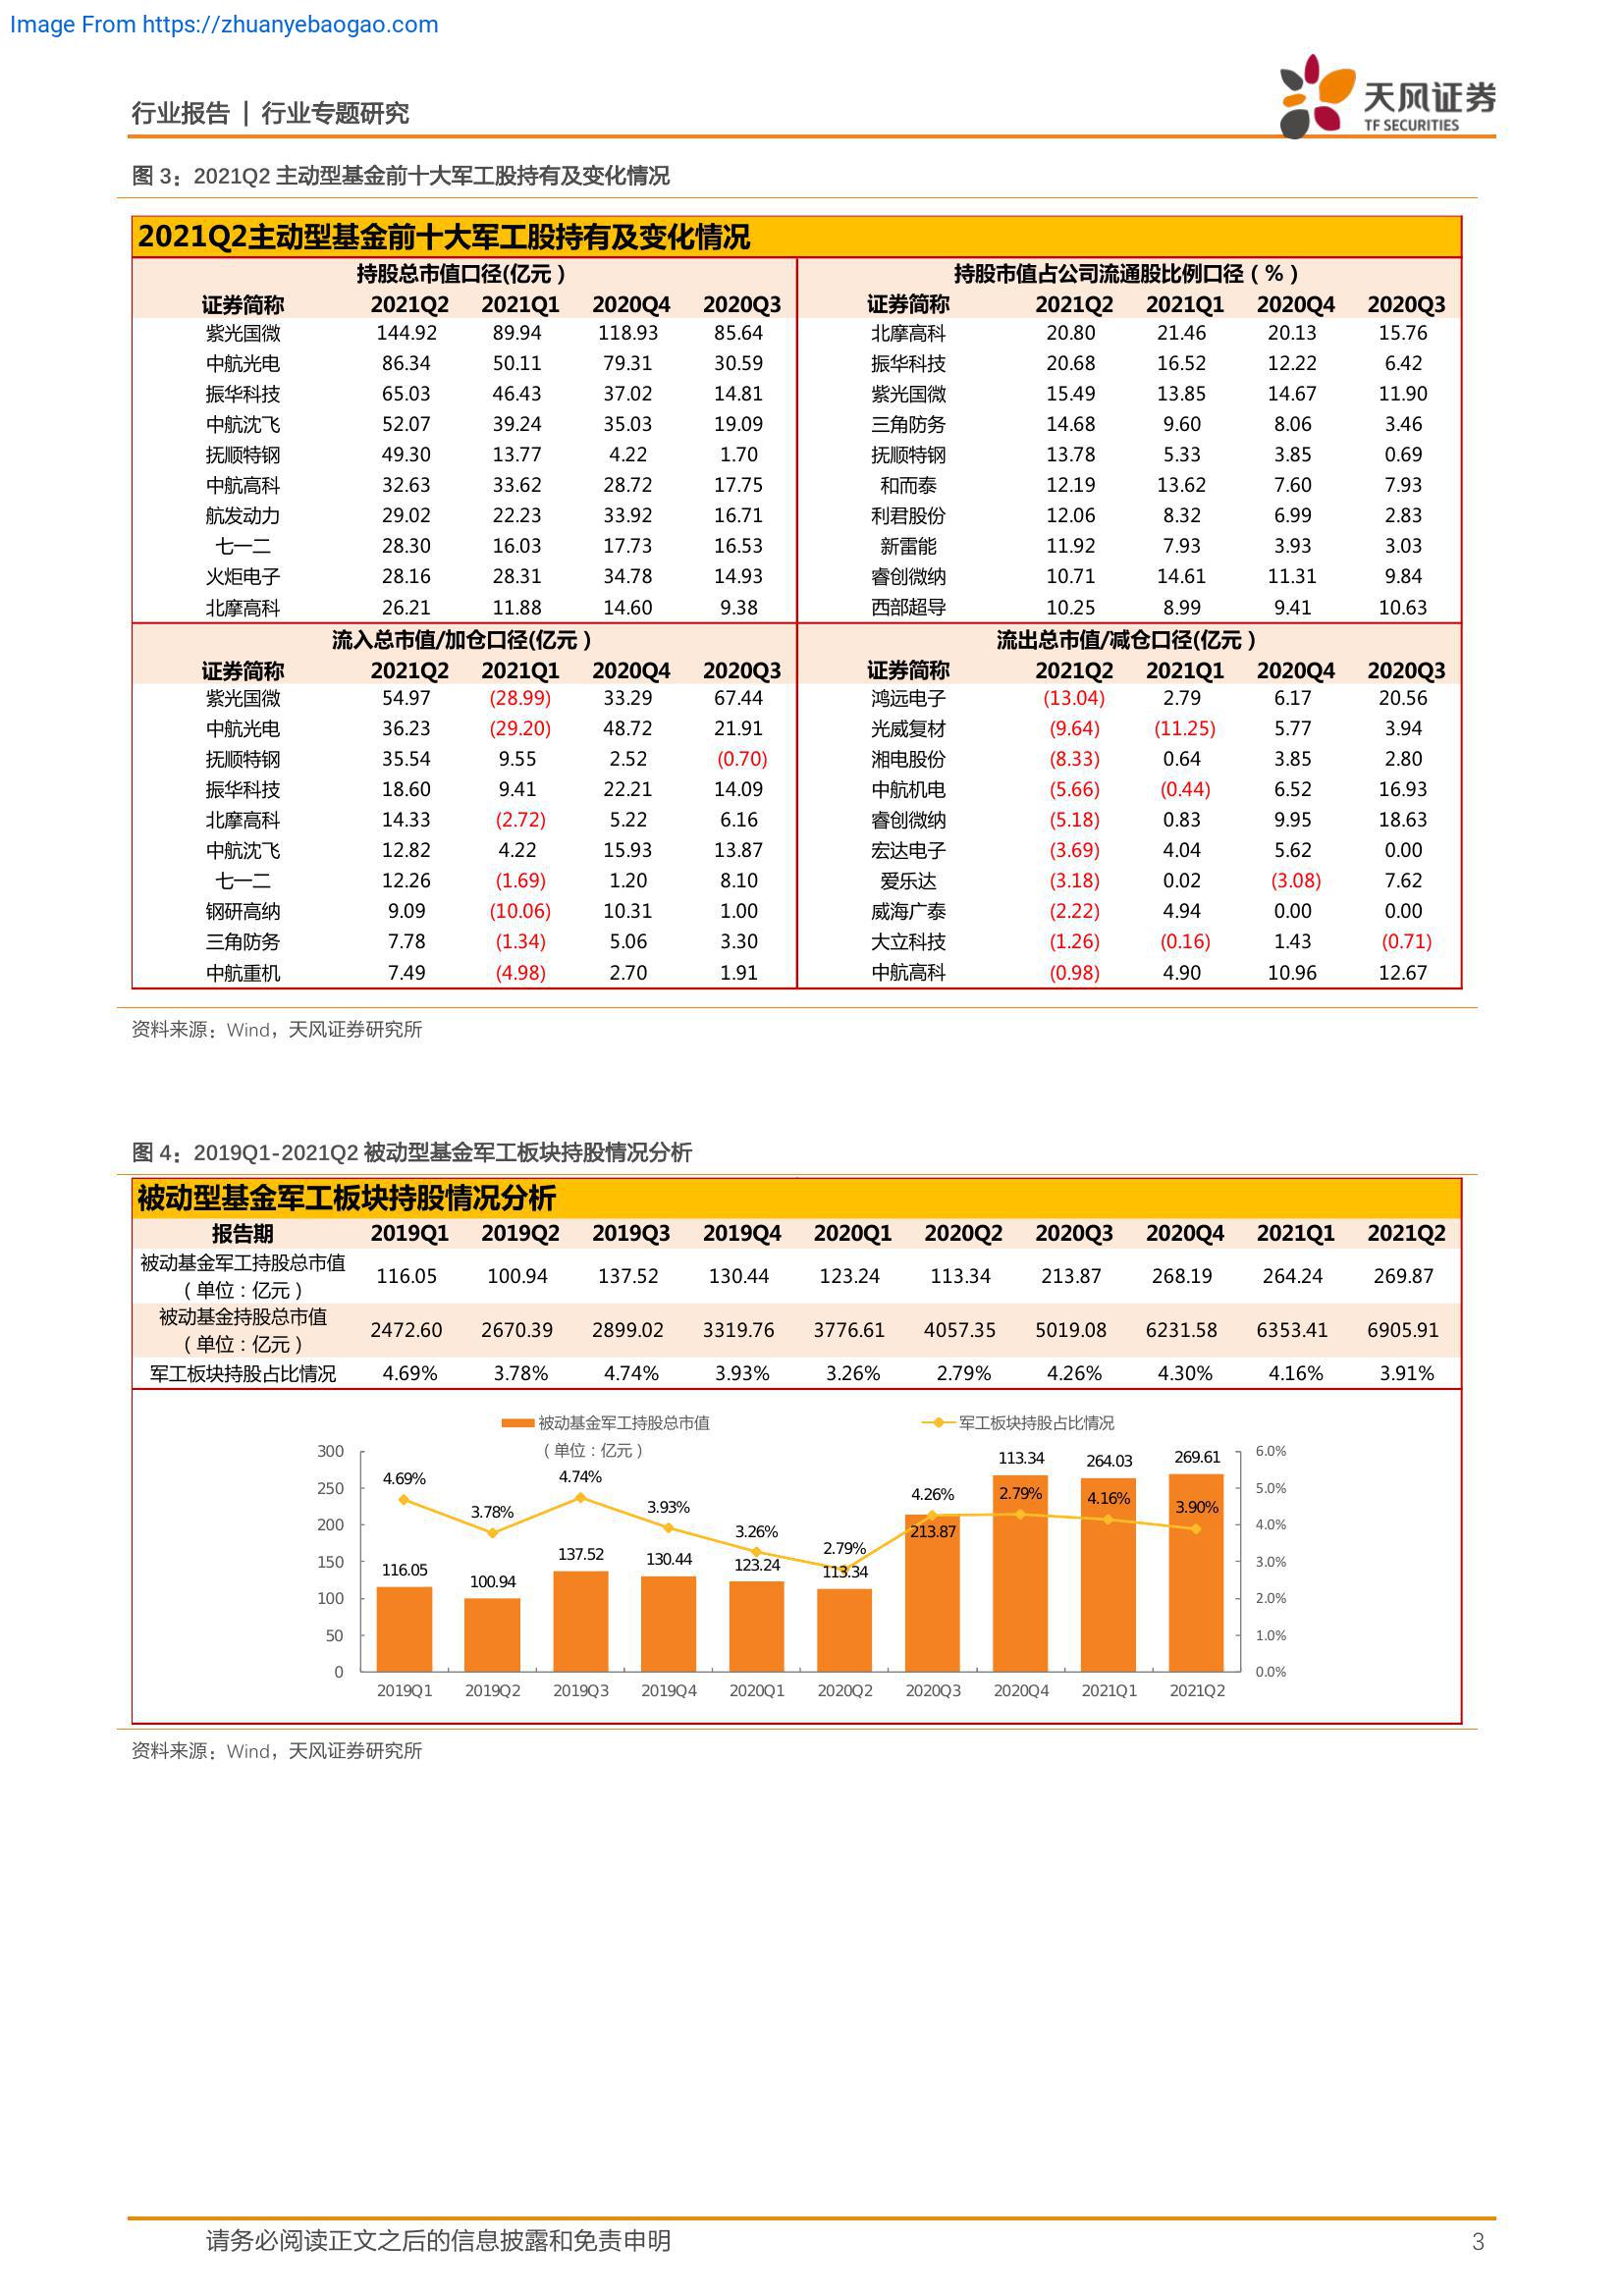 Image From https://zhuanyebaogao.com
行业报告 | 行业专题研究
天风证券
TF SECURITIES
图 3：2021Q2 主动型基金前十大军工股持有及变化情况
2021Q2主动型基金前十大军工股持有及变化情况
持股总市值口径(亿元） 持股市值占公司流通股比例口径（%）
证券简称 2021Q2 2021Q1 2020Q4 2020Q3 证券简称 2021Q2 2021Q1 2020Q4 2020Q3
紫光国微 144.92 89.94 118.93 85.64 北摩高科 20.80 21.46 20.13 15.76
中航光电 86.34 50.11 79.31 30.59 振华科技 20.68 16.52 12.22 6.42
振华科技 65.03 46.43 37.02 14.81 紫光国微 15.49 13.85 14.67 11.90
中航沈飞 52.07 39.24 35.03 19.09 三角防务 14.68 9.60 8.06 3.46
抚顺特钢 49.30 13.77 4.22 1.70 抚顺特钢 13.78 5.33 3.85 0.69
中航高科 32.63 33.62 28.72 17.75 和而泰 12.19 13.62 7.60 7.93
航发动力 29.02 22.23 33.92 16.71 利君股份 12.06 8.32 6.99 2.83
七一二 28.30 16.03 17.73 16.53 新雷能 11.92 7.93 3.93 3.03
火炬电子 28.16 28.31 34.78 14.93 睿创微纳 10.71 14.61 11.31 9.84
北摩高科 26.21 11.88 14.60 9.38 西部超导 10.25 8.99 9.41 10.63
流入总市值/加仓口径(亿元） 流出总市值/减仓口径(亿元）
证券简称 2021Q2 2021Q1 2020Q4 2020Q3 证券简称 2021Q2 2021Q1 2020Q4 2020Q3
紫光国微 54.97 (28.99) 33.29 67.44 鸿远电子 (13.04) 2.79 6.17 20.56
中航光电 36.23 (29.20) 48.72 21.91 光威复材 (9.64) (11.25) 5.77 3.94
抚顺特钢 35.54 9.55 2.52 (0.70) 湘电股份 (8.33) 0.64 3.85 2.80
振华科技 18.60 9.41 22.21 14.09 中航机电 (5.66) (0.44) 6.52 16.93
北摩高科 14.33 (2.72) 5.22 6.16 睿创微纳 (5.18) 0.83 9.95 18.63
中航沈飞 12.82 4.22 15.93 13.87 宏达电子 (3.69) 4.04 5.62 0.00
七一二 12.26 (1.69) 1.20 8.10 爱乐达 (3.18) 0.02 (3.08) 7.62
钢研高纳 9.09 (10.06) 10.31 1.00 威海广泰 (2.22) 4.94 0.00 0.00
三角防务 7.78 (1.34) 5.06 3.30 大立科技 (1.26) (0.16) 1.43 (0.71)
中航重机 7.49 (4.98) 2.70 1.91 中航高科 (0.98) 4.90 10.96 12.67
资料来源：Wind，天风证券研究所
图 4：2019Q1-2021Q2 被动型基金军工板块持股情况分析
被动型基金军工板块持股情况分析
报告期 2019Q1 2019Q2 2019Q3 2019Q4 2020Q1 2020Q2 2020Q3 2020Q4 2021Q1 2021Q2
被动基金军工持股总市值
（单位：亿元） 116.05 100.94 137.52 130.44 123.24 113.34 213.87 268.19 264.24 269.87
被动基金持股总市值
（单位：亿元） 2472.60 2670.39 2899.02 3319.76 3776.61 4057.35 5019.08 6231.58 6353.41 6905.91
军工板块持股占比情况 4.69% 3.78% 4.74% 3.93% 3.26% 2.79% 4.26% 4.30% 4.16% 3.91%
被动基金军工持股总市值 军工板块持股占比情况
（单位：亿元）
300 113.34 264.03 269.61 6.0%
4.69% 4.74%
250 3.78% 3.93% 4.26% 2.79% 4.16% 3.90% 5.0%
200 3.26% 213.87 4.0%
150 116.05 100.94 137.52 130.44 123.24 2.79% 113.34 3.0%
100 2.0%
50 1.0%
0 0.0%
2019Q1 2019Q2 2019Q3 2019Q4 2020Q1 2020Q2 2020Q3 2020Q4 2021Q1 2021Q2
资料来源：Wind，天风证券研究所
请务必阅读正文之后的信息披露和免责申明 3